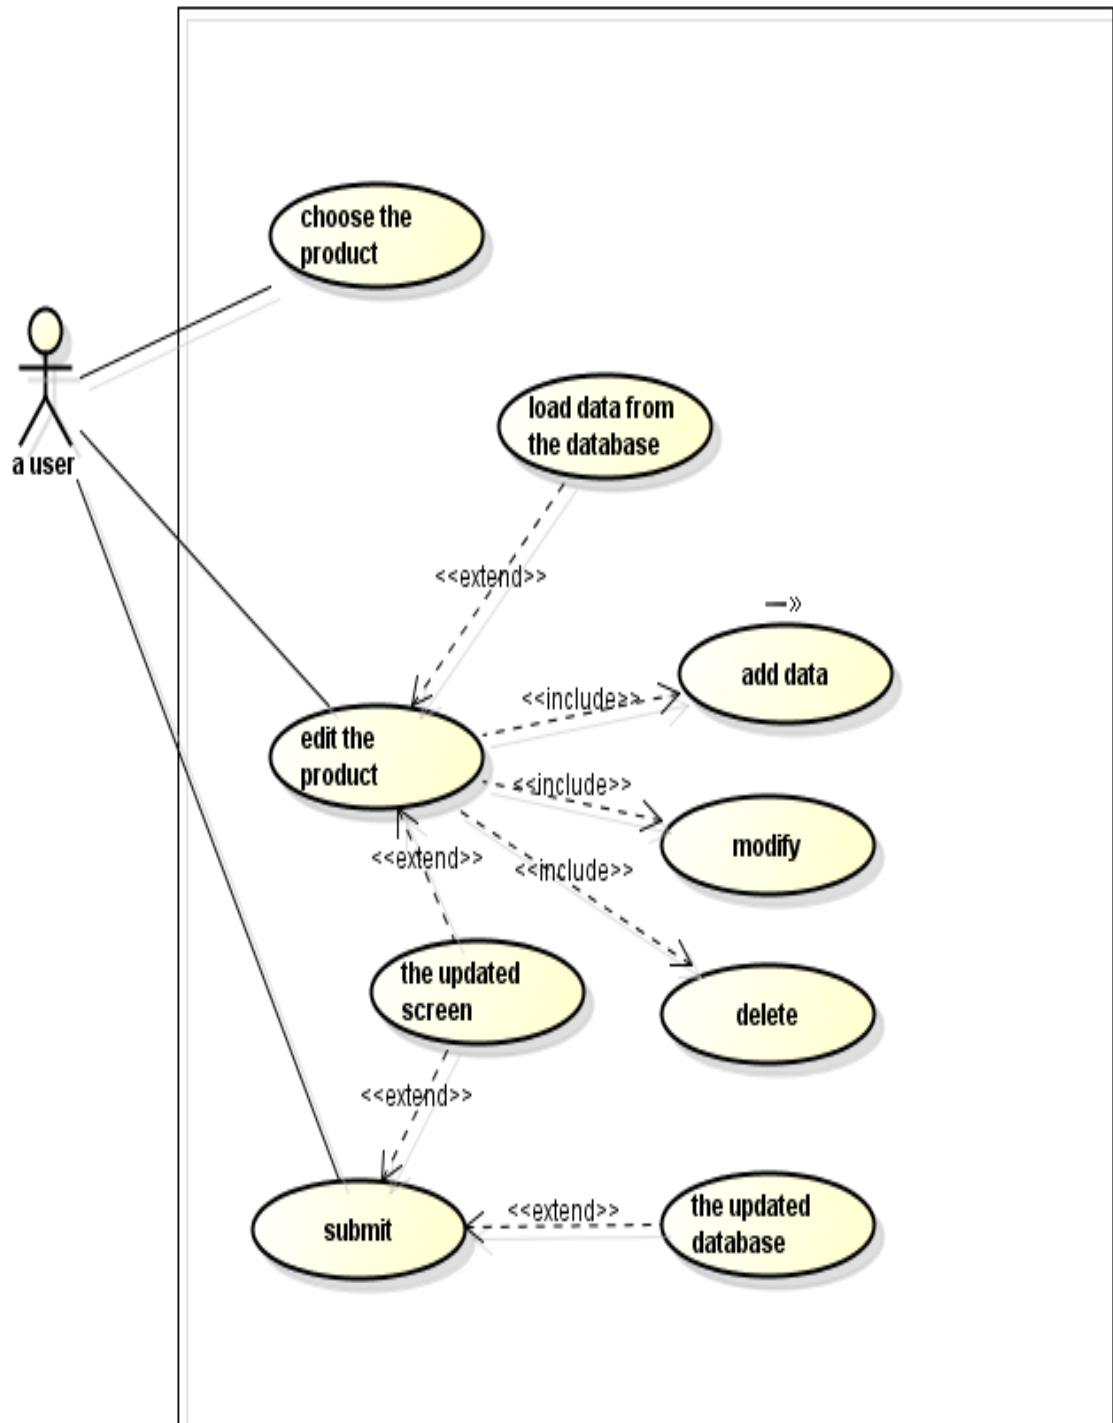 choose the
product
a user
load data from
the database
<<extend>>
add data
<<include>>
edit the
product
<<include>>
modify
<<extend>>
<<include>>
the updated
screen
delete
<<extend>>
submit
<<extend>>
the updated
database